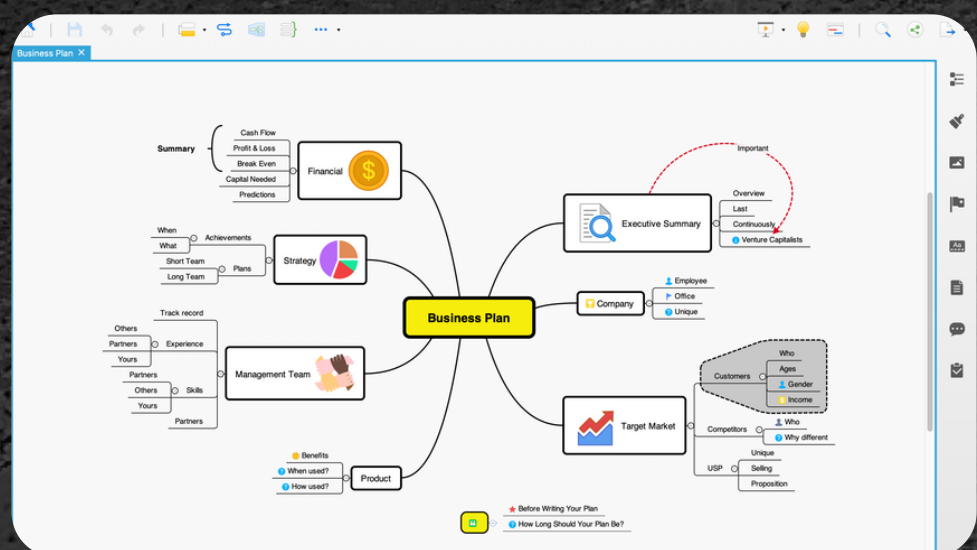 Business Plan
Summary
Cash Flow
Profit & Loss
Break Even
Capital Needed
Predictions
Financial
When
What
Achievements
Short Team
Long Team
Plans
Strategy
Track record
Others
Partners
Yours
Experience
Partners
Others
Yours
Skills
Partners
Management Team
Benefits
When used?
How used?
Product
Business Plan
Important
Executive Summary
Overview
Last
Continuously
Venture Capitalists
Company
Employee
Office
Unique
Target Market
Customers
Who
Ages
Gender
Income
Competitors
Who
Why different
USP
Unique
Selling
Proposition
Before Writing Your Plan
How Long Should Your Plan Be?
Aa